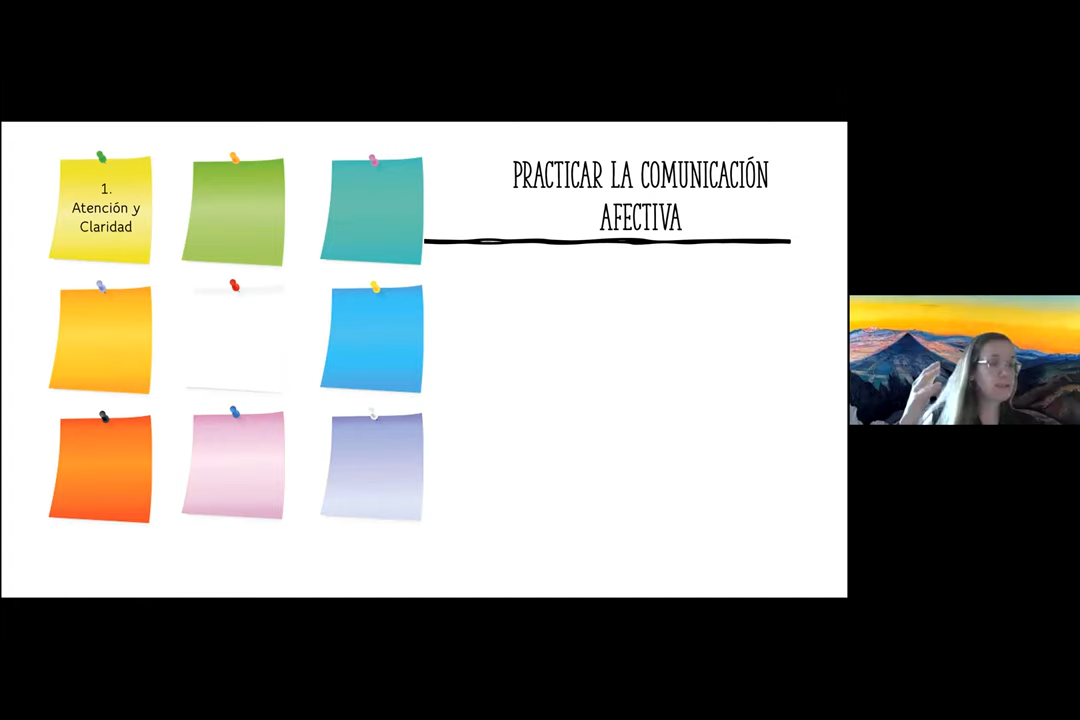 1.
Atención y
Claridad
PRACTICAR LA COMUNICACIÓN
AFECTIVA